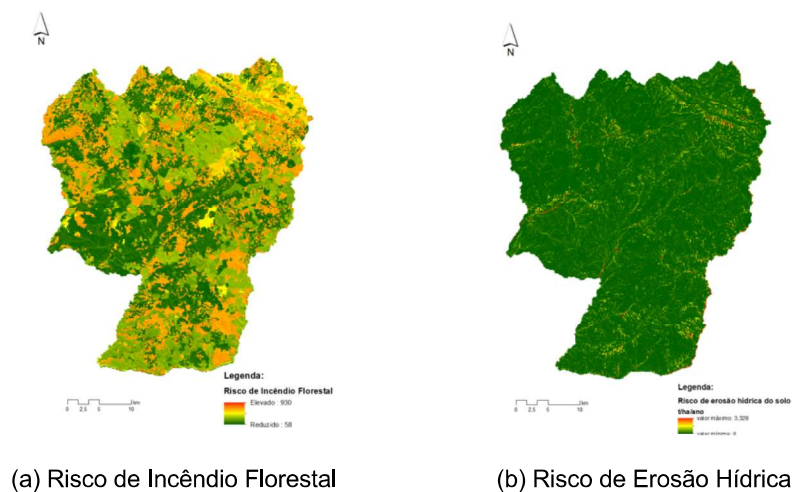 N
N
Legenda:
Risco de Incêndio Florestal
Elevado : 930
Reduzido : 58
0 2,5 5 10 km
Legenda:
Risco de erosão hídrica do solo
t/ha/ano
valor máximo: 3.329
valor mínimo: 0
0 2,5 5 10 km
(a) Risco de Incêndio Florestal
(b) Risco de Erosão Hídrica